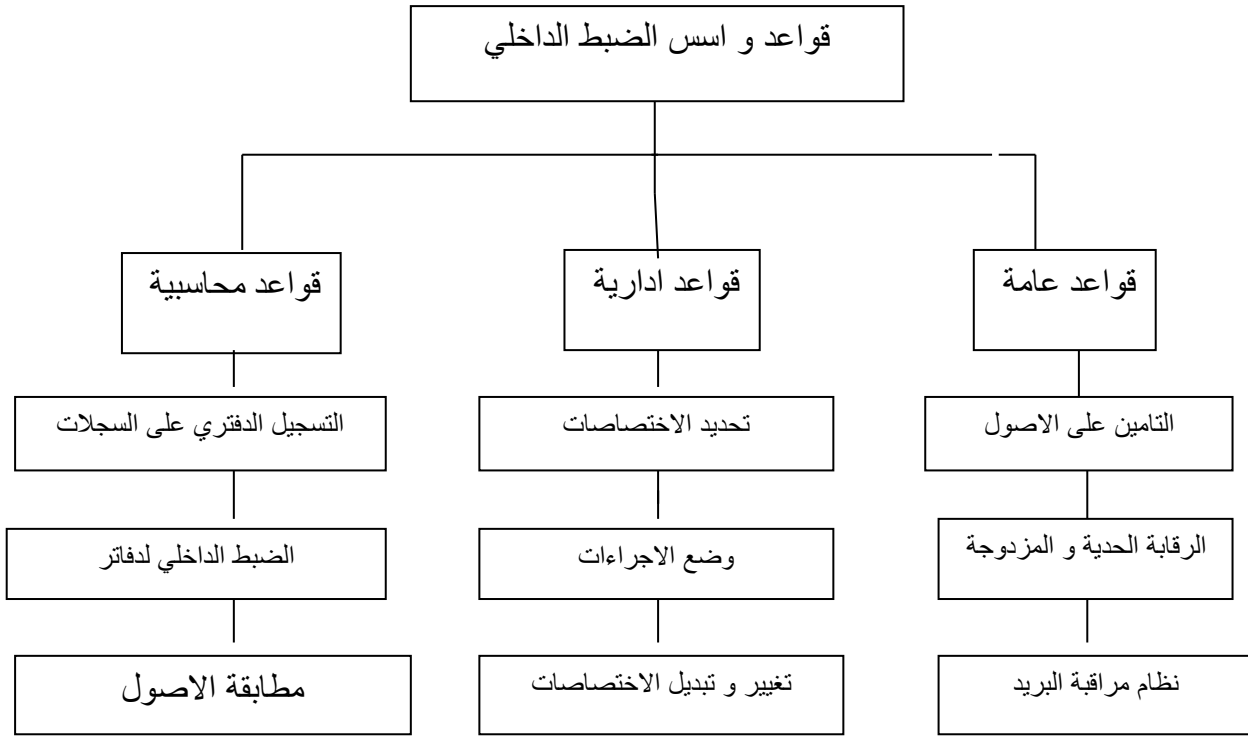 قواعد و اسس الضبط الداخلي
قواعد عامة
قواعد ادارية
قواعد محاسبية
التامين على الاصول
تحديد الاختصاصات
التسجيل الدفتري على السجلات
الرقابة الحدية و المزدوجة
وضع الاجراءات
الضبط الداخلي لدفاتر
نظام مراقبة البريد
تغيير و تبديل الاختصاصات
مطابقة الاصول